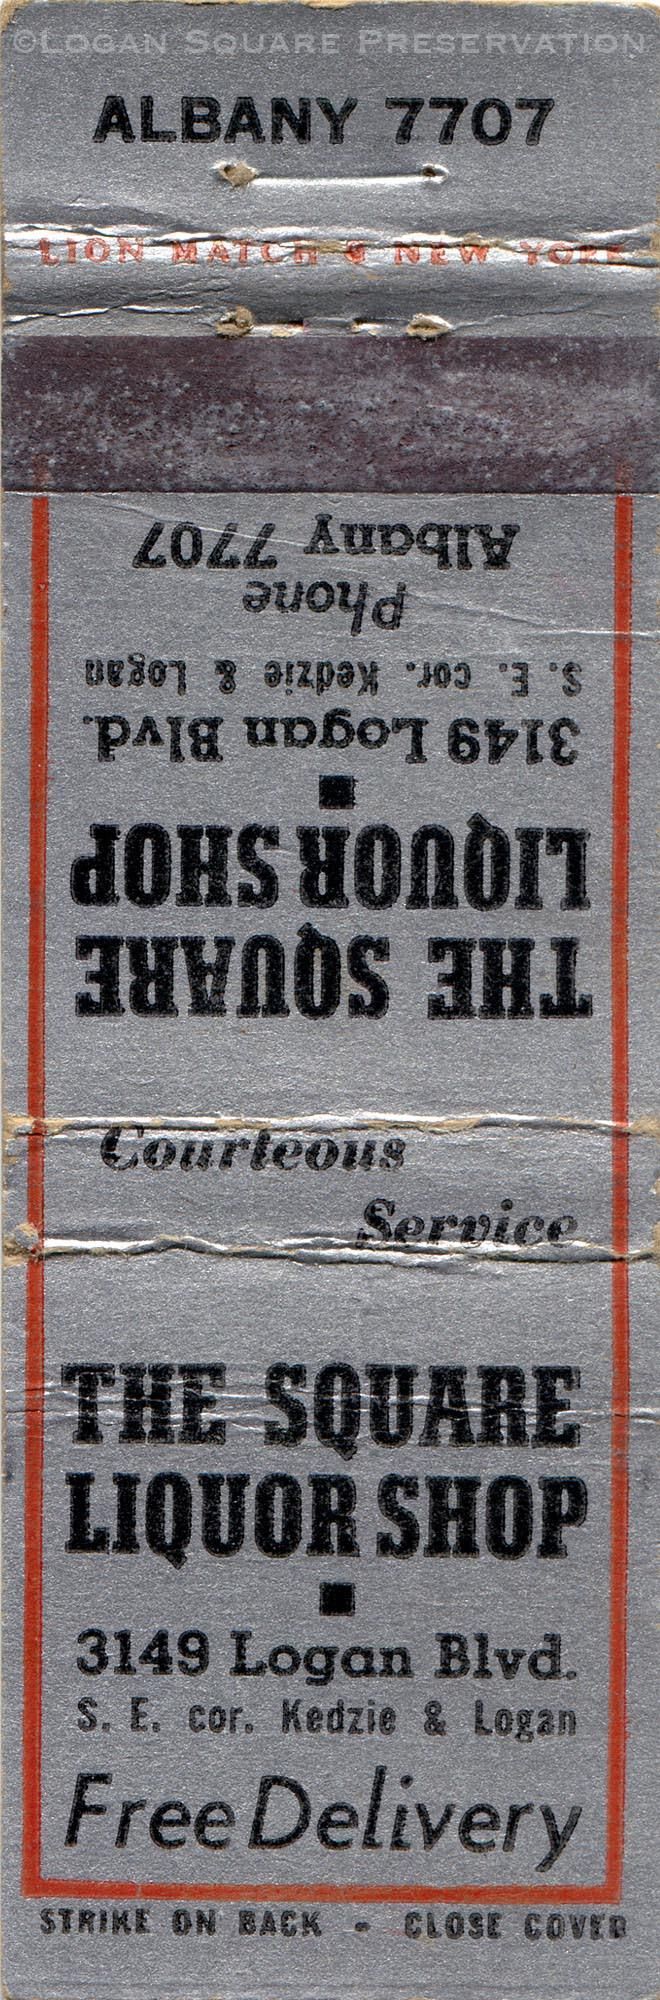 ©LOGAN SQUARE PRESERVATION
ALBANY 7707
LION MATCH NEW YORK
THE SQUARE
LIQUOR SHOP
■
3149 Logan Blvd.
S. E. cor. Kedzie & Logan
Phone
Albany 7707
Courteous
Service
THE SQUARE
LIQUOR SHOP
■
3149 Logan Blvd.
S. E. cor. Kedzie & Logan
Free Delivery
STRIKE ON BACK - CLOSE COVER